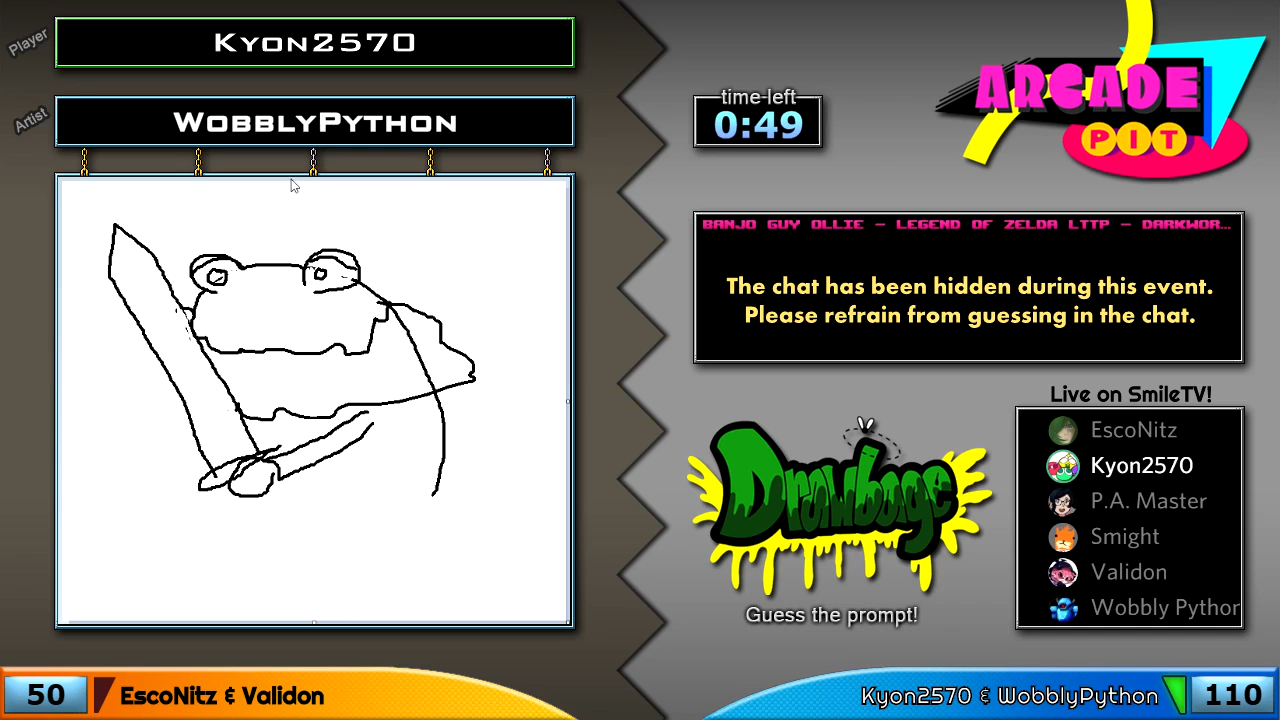 Player
Kyon2570
Artist
WobblyPython
time left
0:49
ARCADE
PIT
BANJO GUY OLLIE - LEGEND OF ZELDA LTTP - DARKWOR...
The chat has been hidden during this event.
Please refrain from guessing in the chat.
Drawbage
Guess the prompt!
Live on SmileTV!
EscoNitz
Kyon2570
P.A. Master
Smight
Validon
Wobbly Python
50
EscoNitz & Validon
Kyon2570 & WobblyPython
110